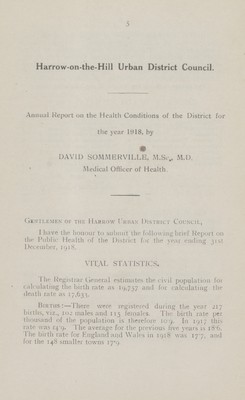 3
Harrow-on-the-Hill Urban District Council.
Annual Report on the Health Conditions of the District for
the year 1918, by
DAVID SOMMERVILLE, M.Sc., M.D.
Medical Officer of Health.
GENTLEMEN OF THE HARROW URBAN DISTRICT COUNCIL,
I have the honour to submit the following brief Report on
the Public Health of the District for the year ending 31st
December, 1918.
VITAL STATISTICS.
The Registrar General estimates the civil population for
calculating the birth rate as 19,757 and for calculating the
death rate as 17,631.
BIRTHS:—There were registered during the year 217
births, viz., 102 males and 115 females. The birth rate per
thousand of the population is therefore 10.9. In 1917 this
rate was 14.9. The average for the previous five years is 18.6.
The birth rate for England and Wales in 1918 was 17.7, and
for the 148 smaller towns 17.9.